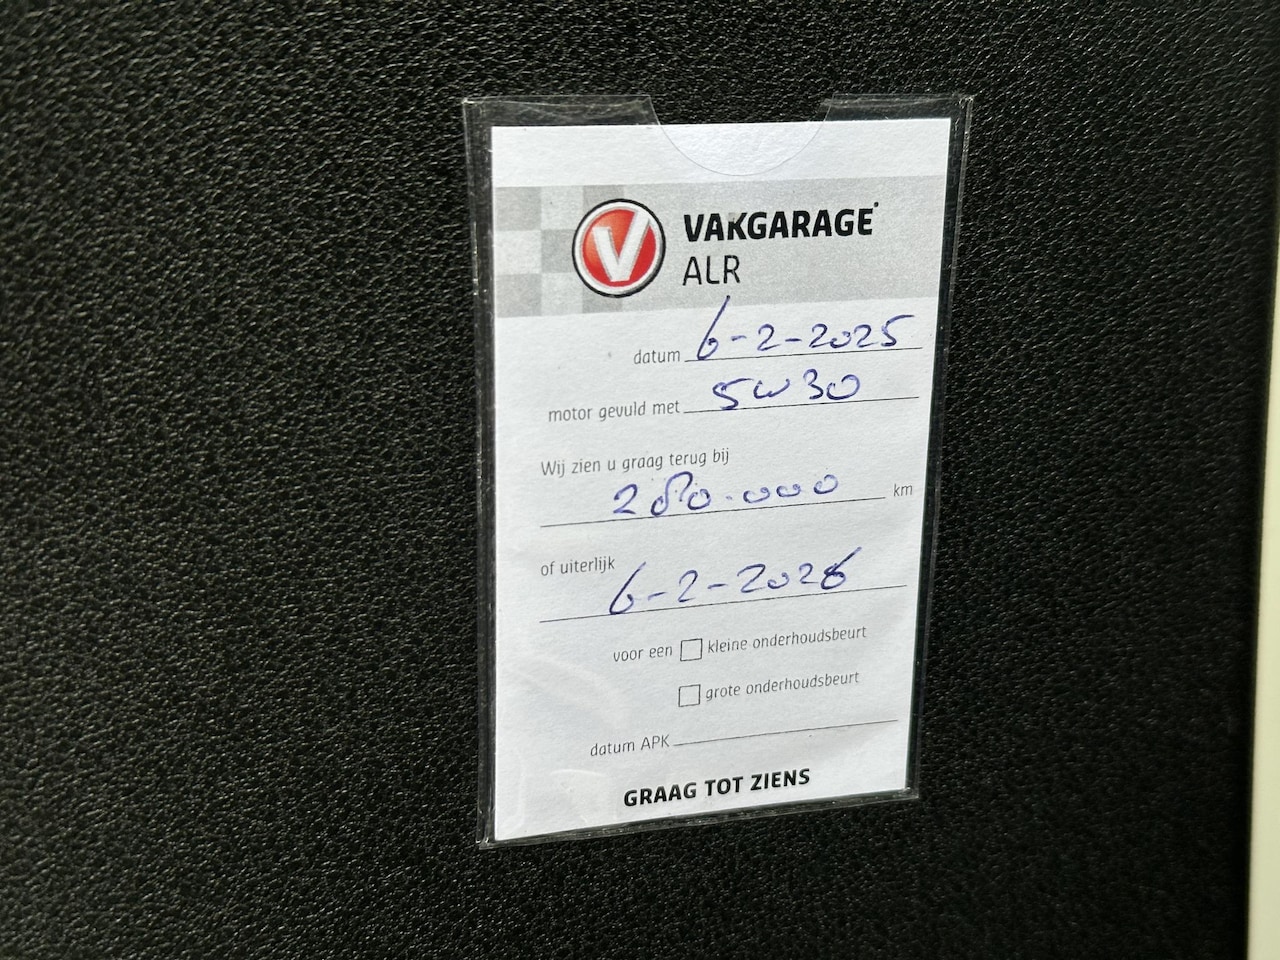 V VAKGARAGE
ALR
datum 6-2-2025
motor gevuld met 5W30
Wij zien u graag terug bij
280.000 km
of uiterlijk
6-2-2026
voor een kleine onderhoudsbeurt
grote onderhoudsbeurt
datum APK
GRAAG TOT ZIENS